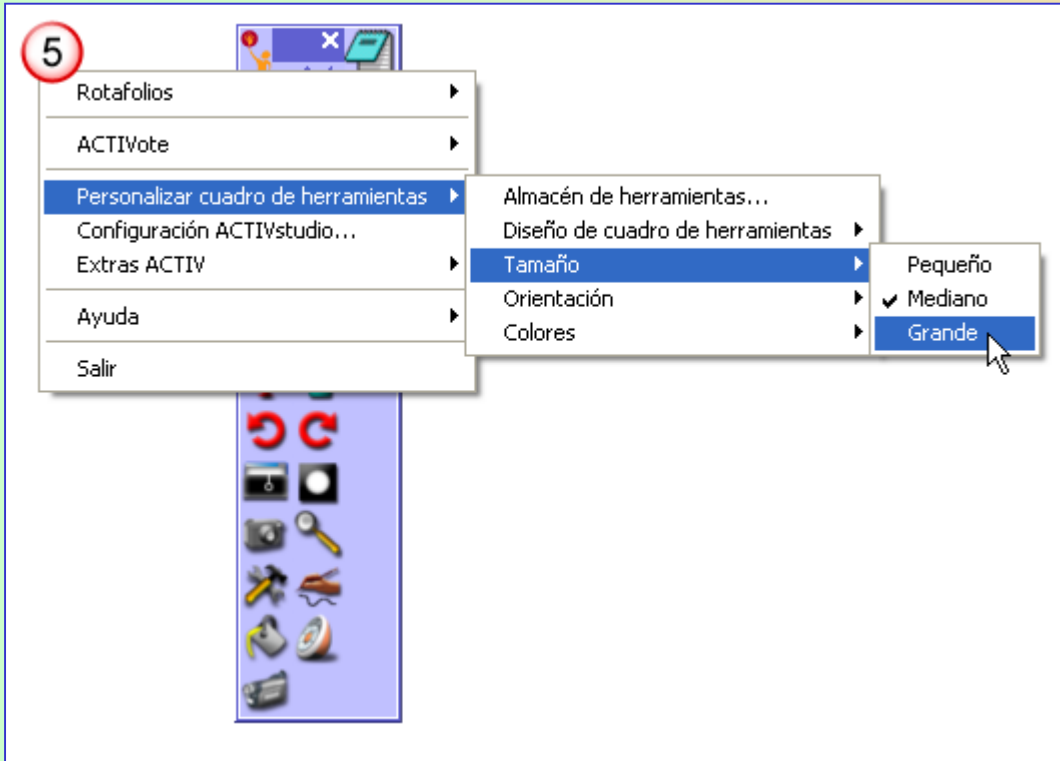 5
Rotafolios
ACTIVote
Personalizar cuadro de herramientas
Configuración ACTIVstudio...
Extras ACTIV
Ayuda
Salir
Almacén de herramientas...
Diseño de cuadro de herramientas
Tamaño
Orientación
Colores
Pequeño
Mediano
Grande